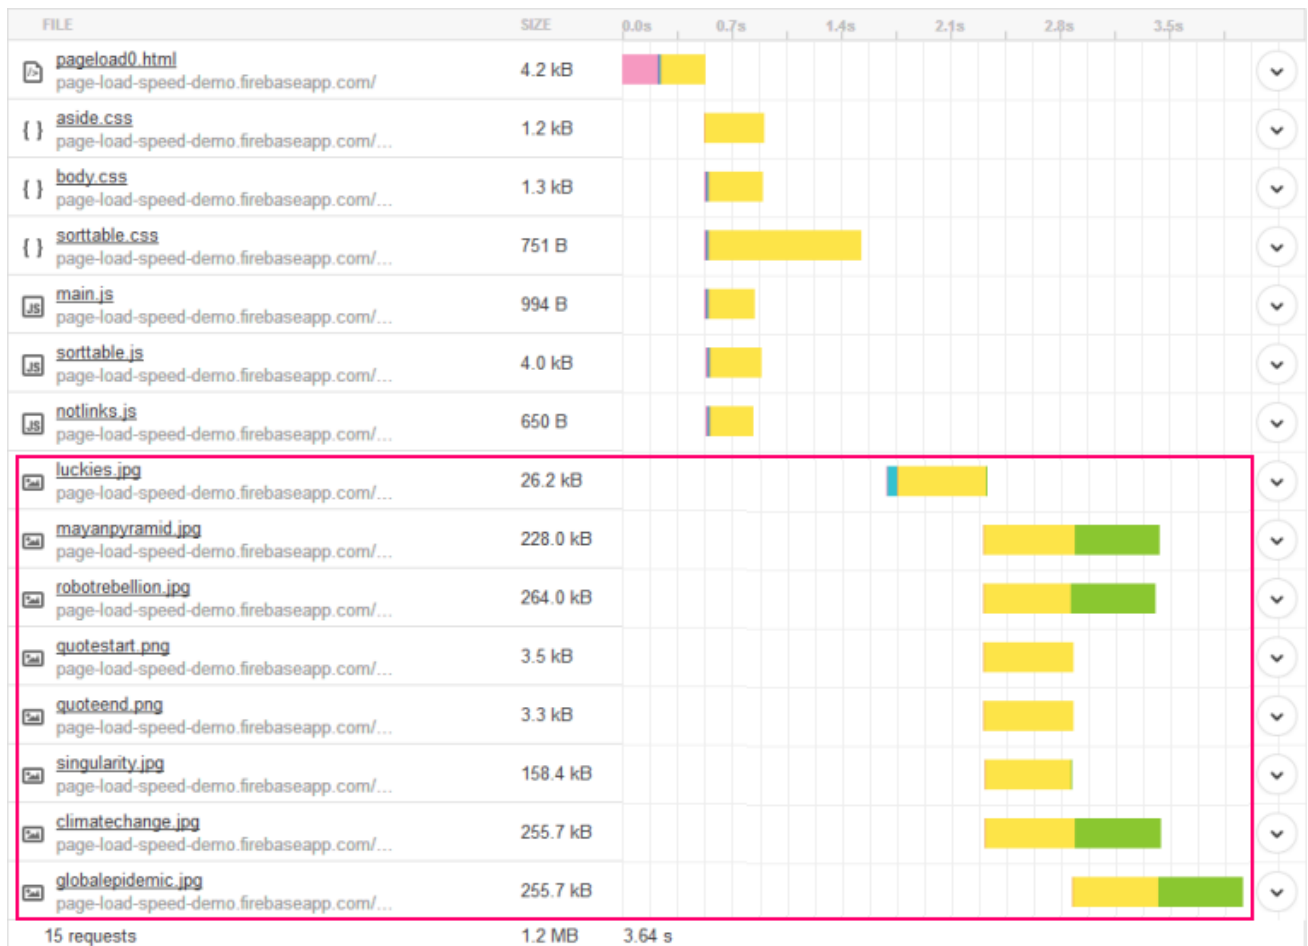 FILE SIZE 0.0s 0.7s 1.4s 2.1s 2.8s 3.5s
pageload0.html
page-load-speed-demo.firebaseapp.com/
4.2 kB
aside.css
page-load-speed-demo.firebaseapp.com/...
1.2 kB
{ }
body.css
page-load-speed-demo.firebaseapp.com/...
1.3 kB
{ }
sorttable.css
page-load-speed-demo.firebaseapp.com/...
751 B
{ }
main.js
page-load-speed-demo.firebaseapp.com/...
994 B
JS
sorttable.js
page-load-speed-demo.firebaseapp.com/...
4.0 kB
JS
notlinks.js
page-load-speed-demo.firebaseapp.com/...
650 B
JS
luckies.jpg
page-load-speed-demo.firebaseapp.com/...
26.2 kB
mayanpyramid.jpg
page-load-speed-demo.firebaseapp.com/...
228.0 kB
robotrebellion.jpg
page-load-speed-demo.firebaseapp.com/...
264.0 kB
quotestart.png
page-load-speed-demo.firebaseapp.com/...
3.5 kB
quoteend.png
page-load-speed-demo.firebaseapp.com/...
3.3 kB
singularity.jpg
page-load-speed-demo.firebaseapp.com/...
158.4 kB
climatechange.jpg
page-load-speed-demo.firebaseapp.com/...
255.7 kB
globalepidemic.jpg
page-load-speed-demo.firebaseapp.com/...
255.7 kB
15 requests 1.2 MB 3.64 s